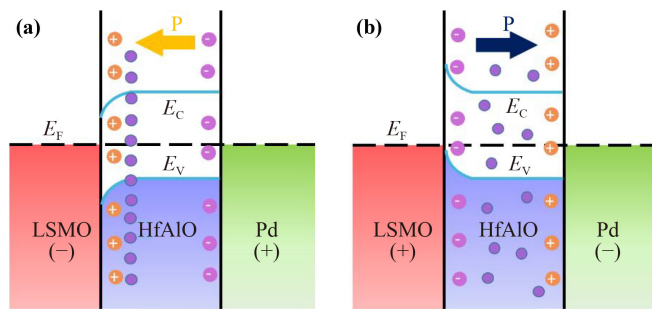 (a)
P
E_C
E_F
E_V
LSMO
(−)
HfAlO
Pd
(+)
(b)
P
E_C
E_F
E_V
LSMO
(+)
HfAlO
Pd
(−)